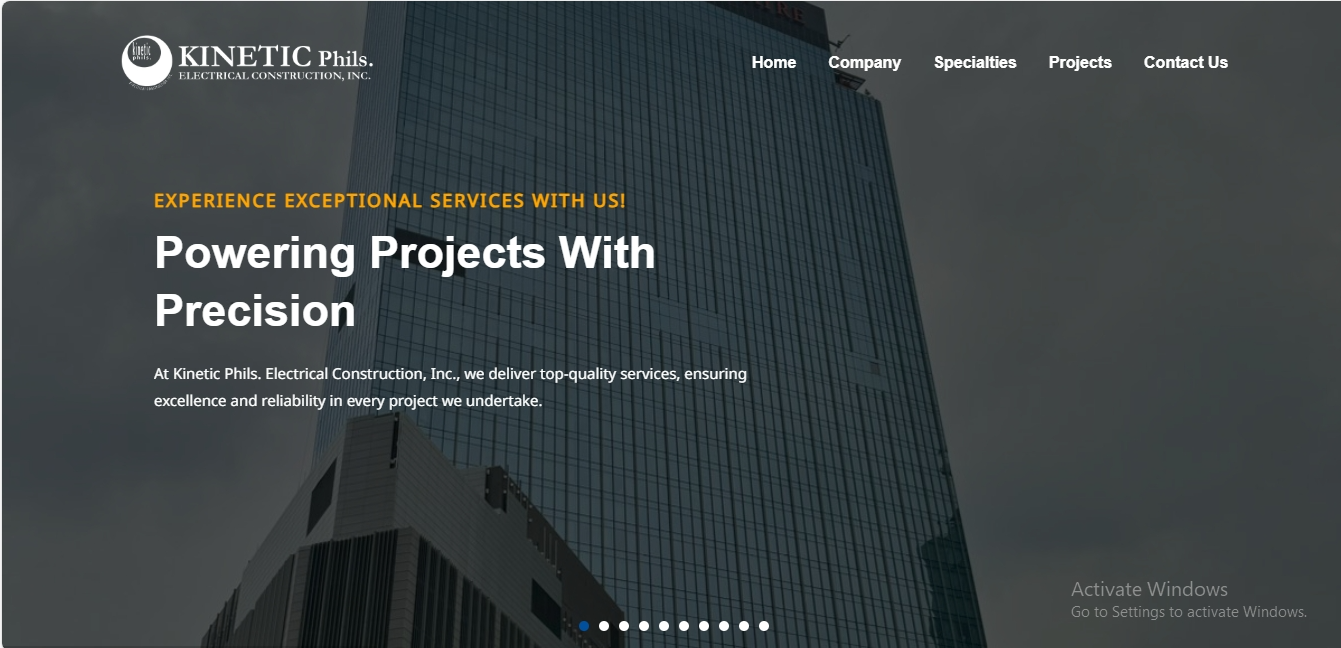 kinetic
phils.
KINETIC Phils.
ELECTRICAL CONSTRUCTION, INC.
Home Company Specialties Projects Contact Us
EXPERIENCE EXCEPTIONAL SERVICES WITH US!
Powering Projects With
Precision
At Kinetic Phils. Electrical Construction, Inc., we deliver top-quality services, ensuring
excellence and reliability in every project we undertake.
Activate Windows
Go to Settings to activate Windows.